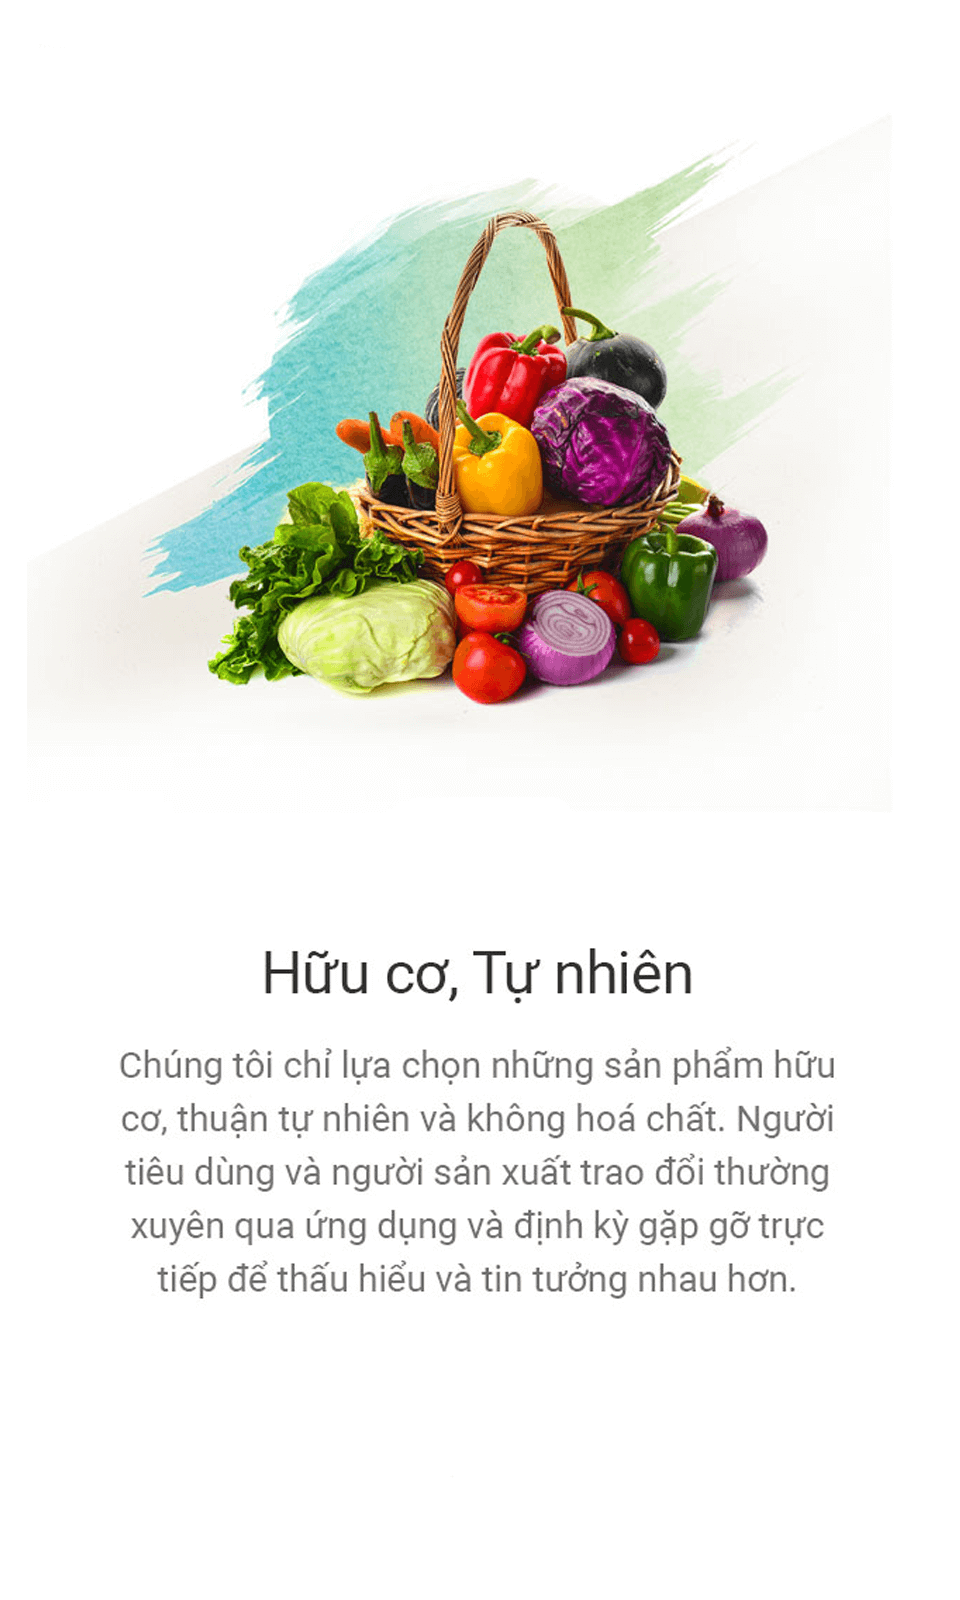 Hữu cơ, Tự nhiên
Chúng tôi chỉ lựa chọn những sản phẩm hữu
cơ, thuận tự nhiên và không hoá chất. Người
tiêu dùng và người sản xuất trao đổi thường
xuyên qua ứng dụng và định kỳ gặp gỡ trực
tiếp để thấu hiểu và tin tưởng nhau hơn.